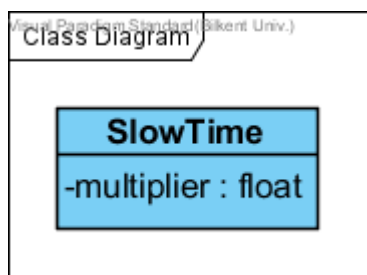 Visual Paradigm Standard(Bilkent Univ.)
Class Diagram
SlowTime
-multiplier : float